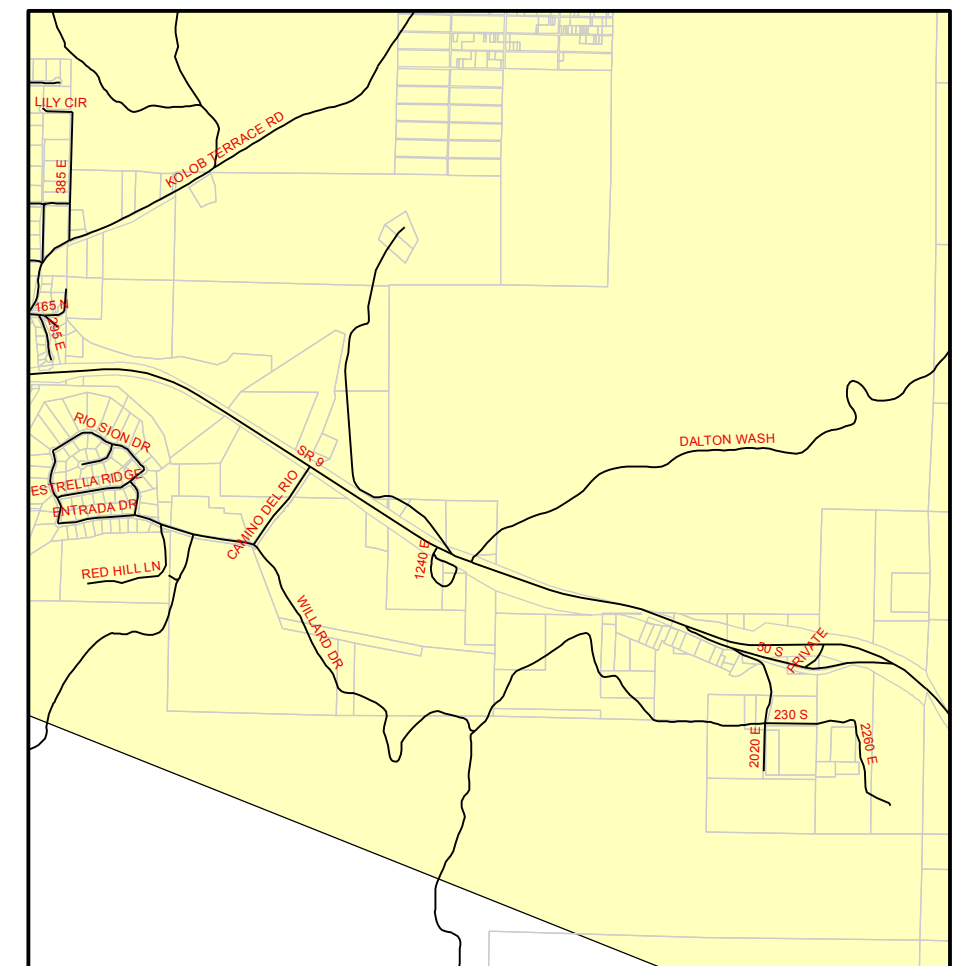 LILY CIR
KOLOB TERRACE RD
385 E
165 N
295 E
RIO SION DR
DALTON WASH
SR 9
ESTRELLA RIDGE
ENTRADA DR
CAMINO DEL RIO
1240 E
RED HILL LN
WILLARD DR
30 S
PRIVATE
230 S
2020 E
2260 E